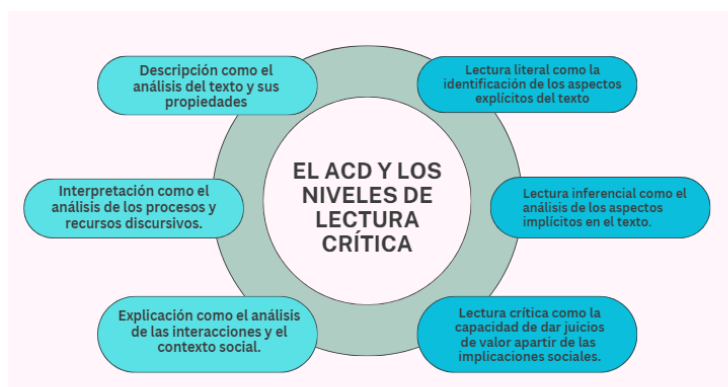 Descripción como el
análisis del texto y sus
propiedades
Lectura literal como la
identificación de los aspectos
explícitos del texto
EL ACD Y LOS
NIVELES DE
LECTURA
CRÍTICA
Interpretación como el
análisis de los procesos y
recursos discursivos.
Lectura inferencial como el
análisis de los aspectos
implícitos en el texto.
Explicación como el análisis
de las interacciones y el
contexto social.
Lectura crítica como la
capacidad de dar juicios
de valor apartir de las
implicaciones sociales.